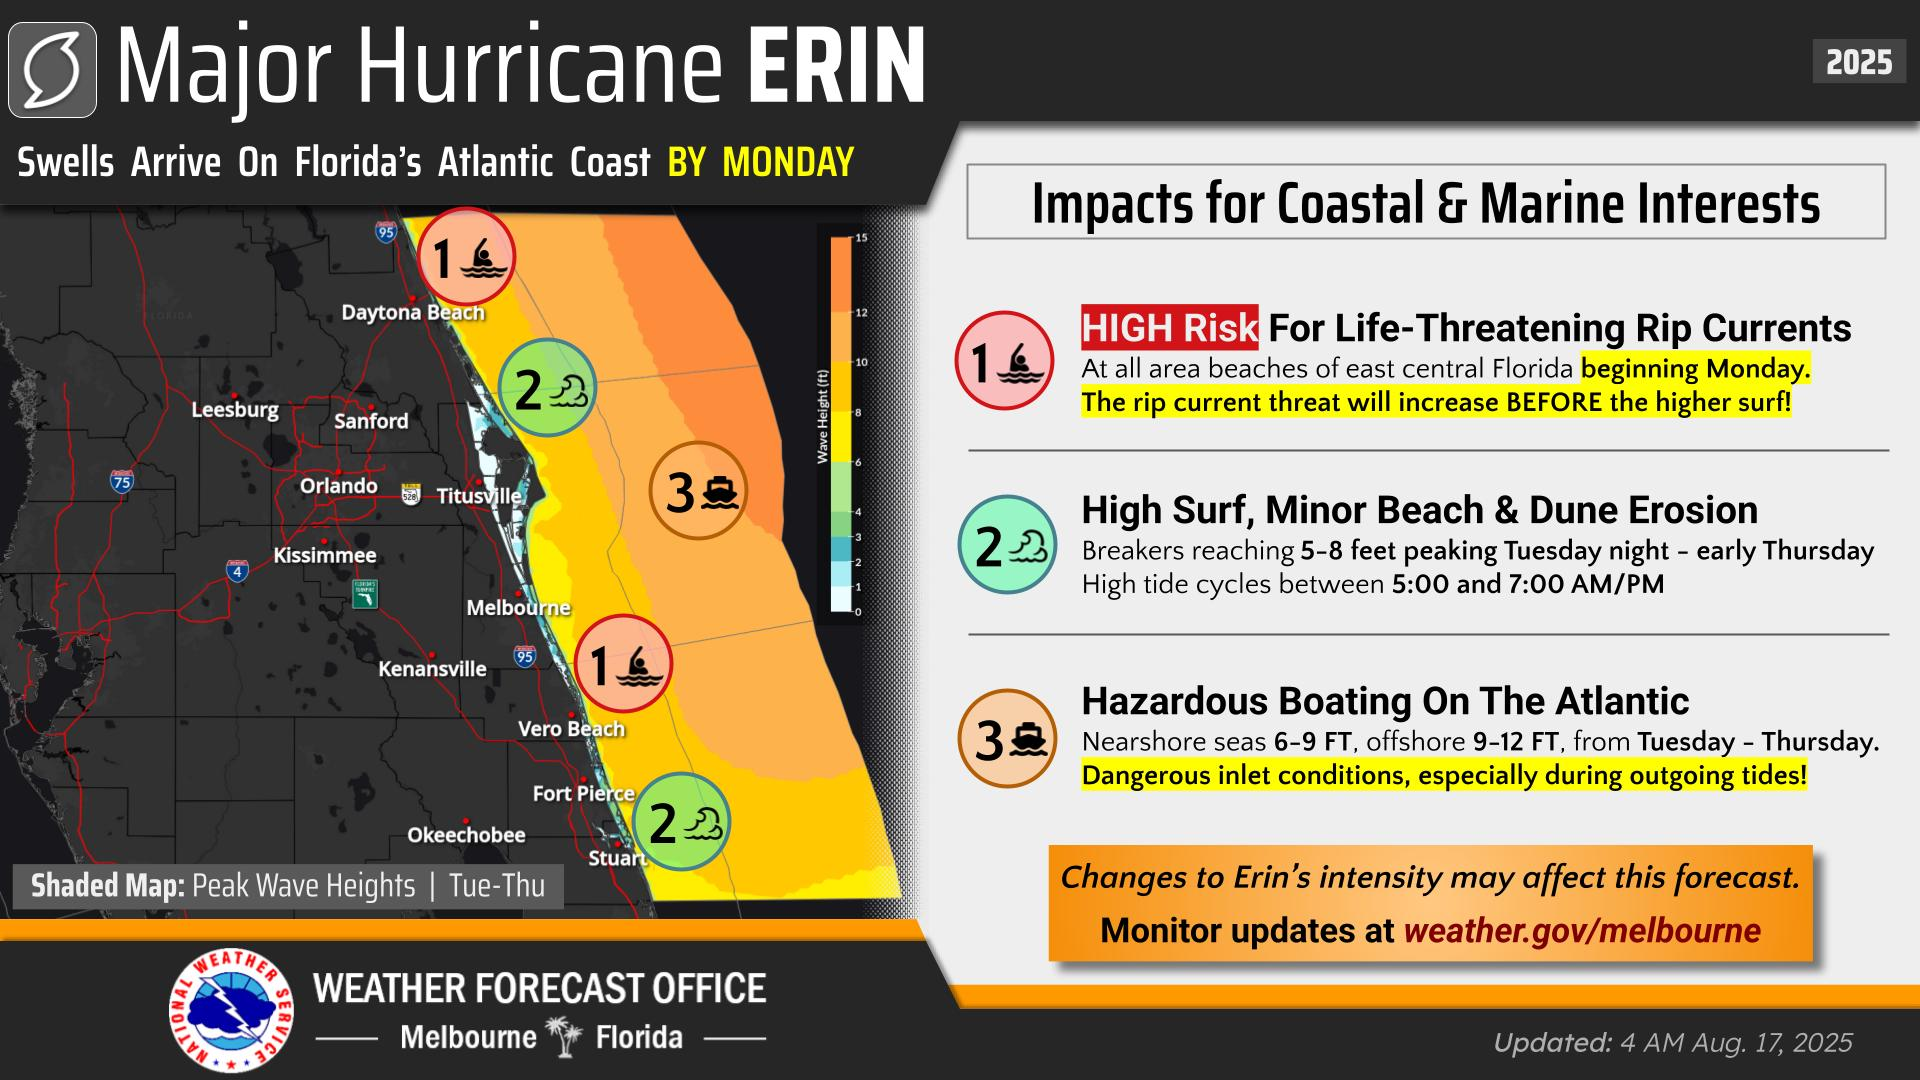 Major Hurricane ERIN
2025
Swells Arrive On Florida's Atlantic Coast BY MONDAY
95
1
Daytona Beach
FLORIDA
2
Leesburg
Sanford
75
Orlando
528
Titusville
3
Kissimmee
4
FLORIDA'S
TURNPIKE
Melbourne
Kenansville
95
1
Vero Beach
Fort Pierce
2
Okeechobee
Stuart
Wave Height (ft)
15
12
10
8
6
4
3
2
1
0
Shaded Map: Peak Wave Heights | Tue-Thu
Impacts for Coastal & Marine Interests
1
HIGH Risk For Life-Threatening Rip Currents
At all area beaches of east central Florida beginning Monday.
The rip current threat will increase BEFORE the higher surf!
2
High Surf, Minor Beach & Dune Erosion
Breakers reaching 5-8 feet peaking Tuesday night - early Thursday
High tide cycles between 5:00 and 7:00 AM/PM
3
Hazardous Boating On The Atlantic
Nearshore seas 6-9 FT, offshore 9-12 FT, from Tuesday - Thursday.
Dangerous inlet conditions, especially during outgoing tides!
Changes to Erin's intensity may affect this forecast.
Monitor updates at weather.gov/melbourne
NATIONAL WEATHER SERVICE
WEATHER FORECAST OFFICE
Melbourne Florida
Updated: 4 AM Aug. 17, 2025